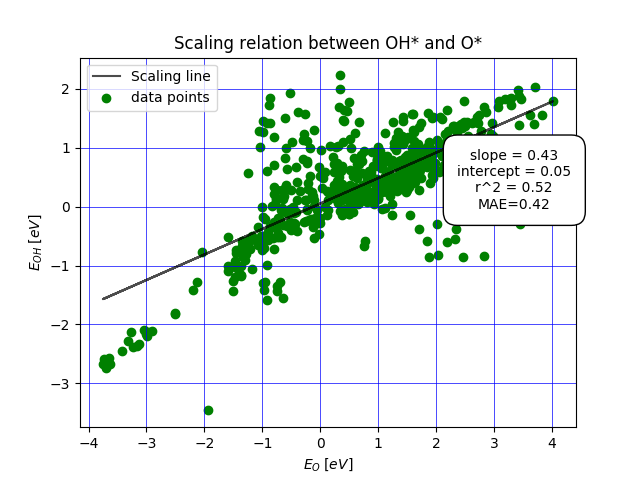 Scaling relation between OH* and O*
Scaling line
data points
2
1
0
−1
−2
−3
E_OH [eV]
slope = 0.43
intercept = 0.05
r^2 = 0.52
MAE=0.42
−4 −3 −2 −1 0 1 2 3 4
E_O [eV]